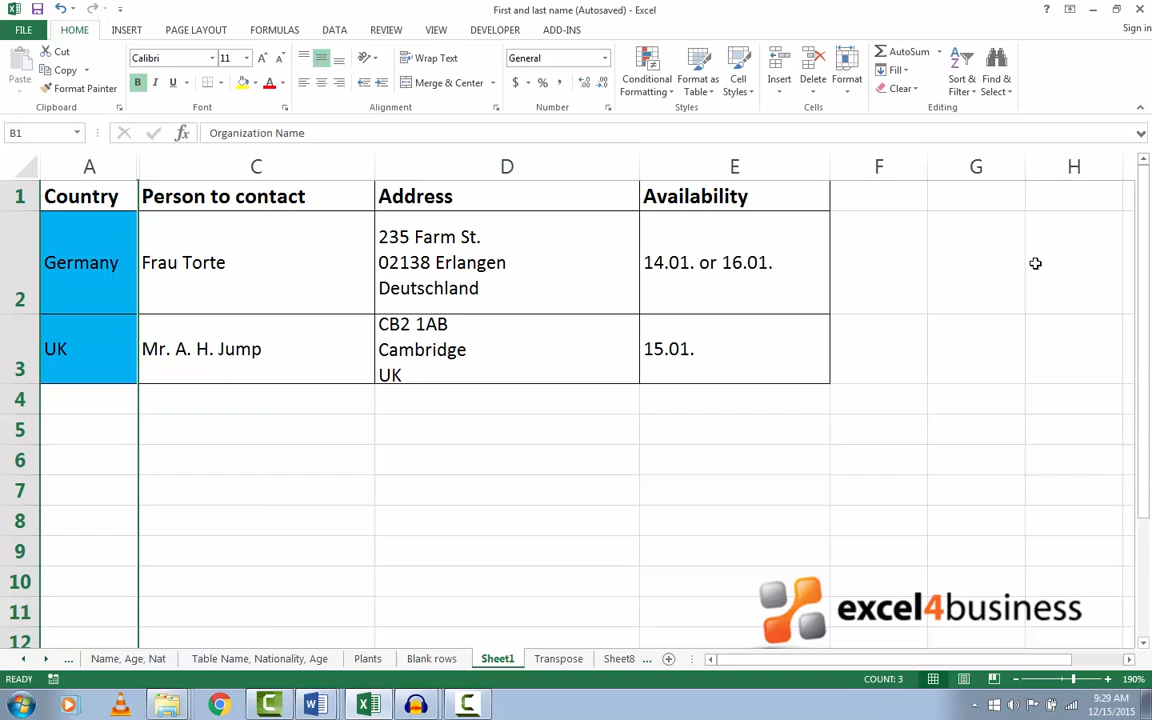 First and last name (Autosaved) - Excel
Sign in
FILE HOME INSERT PAGE LAYOUT FORMULAS DATA REVIEW VIEW DEVELOPER ADD-INS
Paste
Cut
Copy
Format Painter
Calibri 11
B I U
Wrap Text
Merge & Center
General
$ % ,
Conditional Formatting
Format as Table
Cell Styles
Insert
Delete
Format
AutoSum
Fill
Clear
Sort & Filter
Find & Select
Clipboard Font Alignment Number Styles Cells Editing
B1 fx Organization Name
A C D E F G H
1 Country Person to contact Address Availability
2 Germany Frau Torte
235 Farm St.
02138 Erlangen
Deutschland
14.01. or 16.01.
3 UK Mr. A. H. Jump
CB2 1AB
Cambridge
UK
15.01.
4
5
6
7
8
9
10
11
12
excel4business
... Name, Age, Nat Table Name, Nationality, Age Plants Blank rows Sheet1 Transpose Sheet8 ...
READY COUNT: 3 190%
9:29 AM
12/15/2015